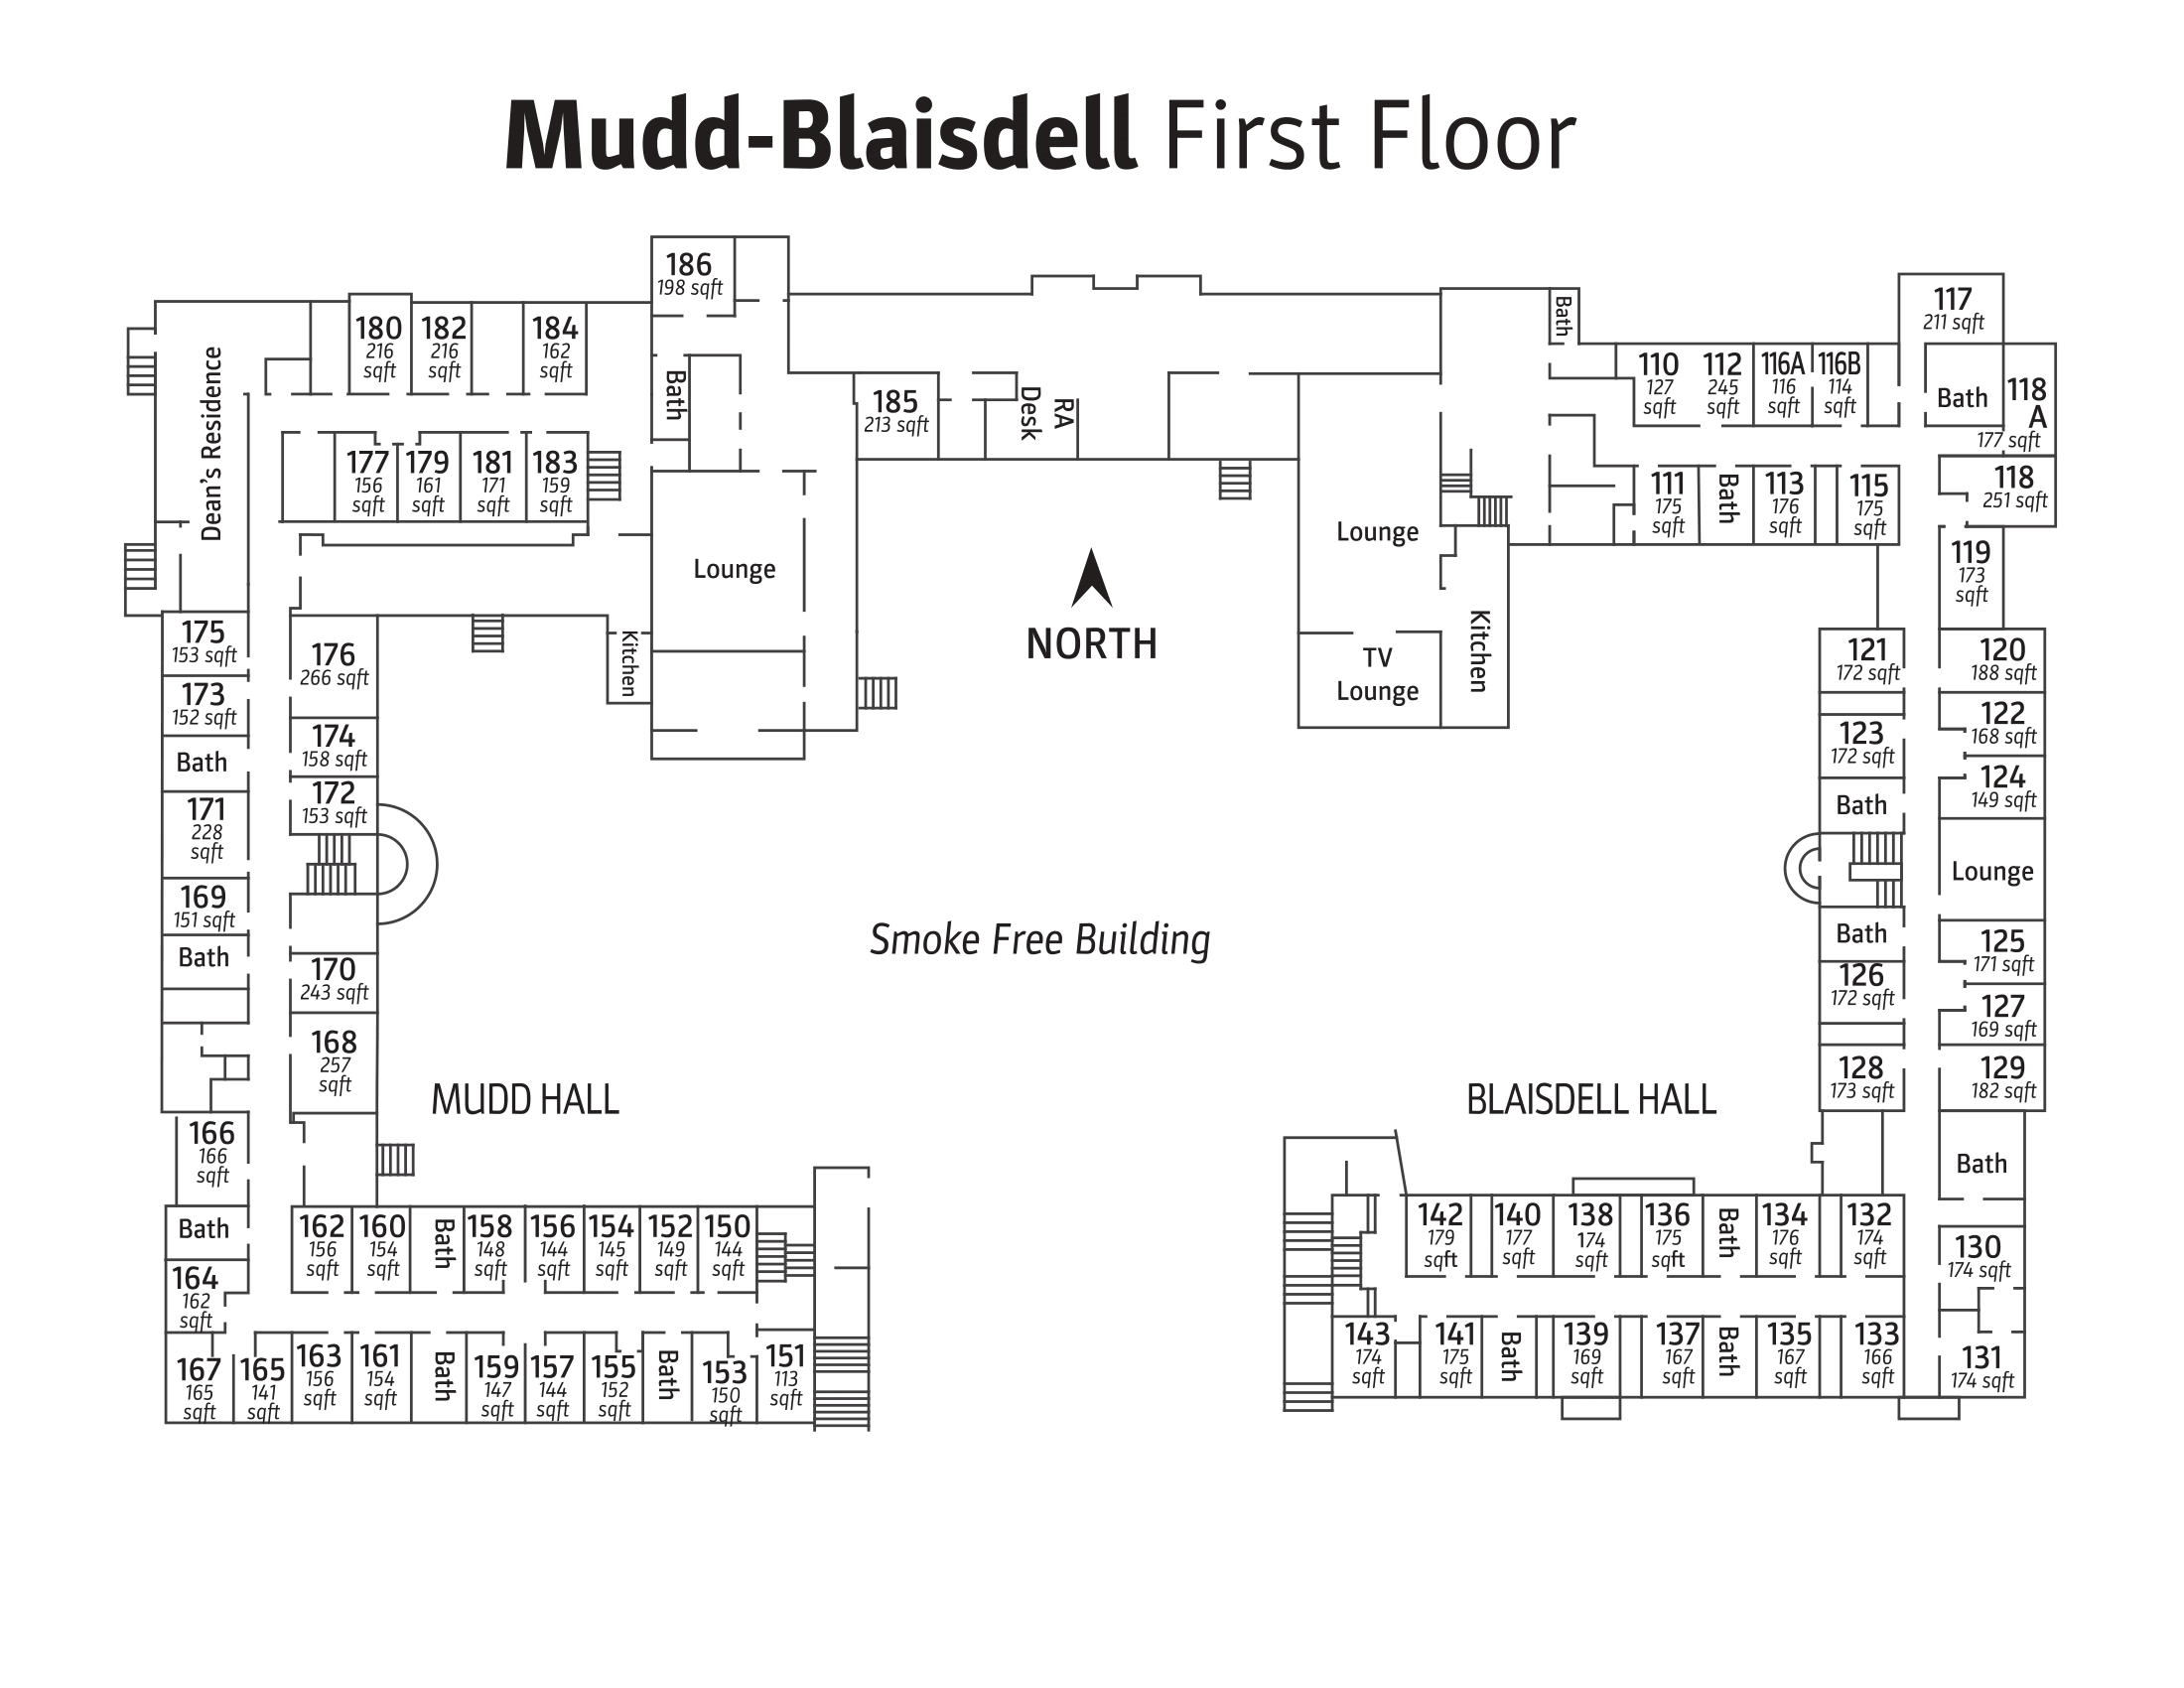 Mudd-Blaisdell First Floor
186
198 sqft
180
216
sqft
182
216
sqft
184
162
sqft
Dean's Residence
Bath
177
156
sqft
179
161
sqft
181
171
sqft
183
159
sqft
185
213 sqft
RA
Desk
Lounge
Kitchen
NORTH
Lounge
TV
Lounge
Kitchen
Bath
110
127
sqft
112
245
sqft
116A
116
sqft
116B
114
sqft
117
211 sqft
Bath
118
A
177 sqft
118
251 sqft
111
175
sqft
Bath
113
176
sqft
115
175
sqft
119
173
sqft
175
153 sqft
173
152 sqft
Bath
171
228
sqft
169
151 sqft
Bath
176
266 sqft
174
158 sqft
172
153 sqft
170
243 sqft
168
257
sqft
Smoke Free Building
121
172 sqft
123
172 sqft
Bath
Bath
126
172 sqft
128
173 sqft
120
188 sqft
122
168 sqft
124
149 sqft
Lounge
125
171 sqft
127
169 sqft
129
182 sqft
MUDD HALL
BLAISDELL HALL
166
166
sqft
Bath
164
162
sqft
162
156
sqft
160
154
sqft
Bath
158
148
sqft
156
144
sqft
154
145
sqft
152
149
sqft
150
144
sqft
167
165
sqft
165
141
sqft
163
156
sqft
161
154
sqft
Bath
159
147
sqft
157
144
sqft
155
152
sqft
Bath
153
150
sqft
151
113
sqft
142
179
sqft
140
177
sqft
138
174
sqft
136
175
sqft
Bath
134
176
sqft
132
174
sqft
Bath
130
174 sqft
143
174
sqft
141
175
sqft
Bath
139
169
sqft
137
167
sqft
Bath
135
167
sqft
133
166
sqft
131
174 sqft